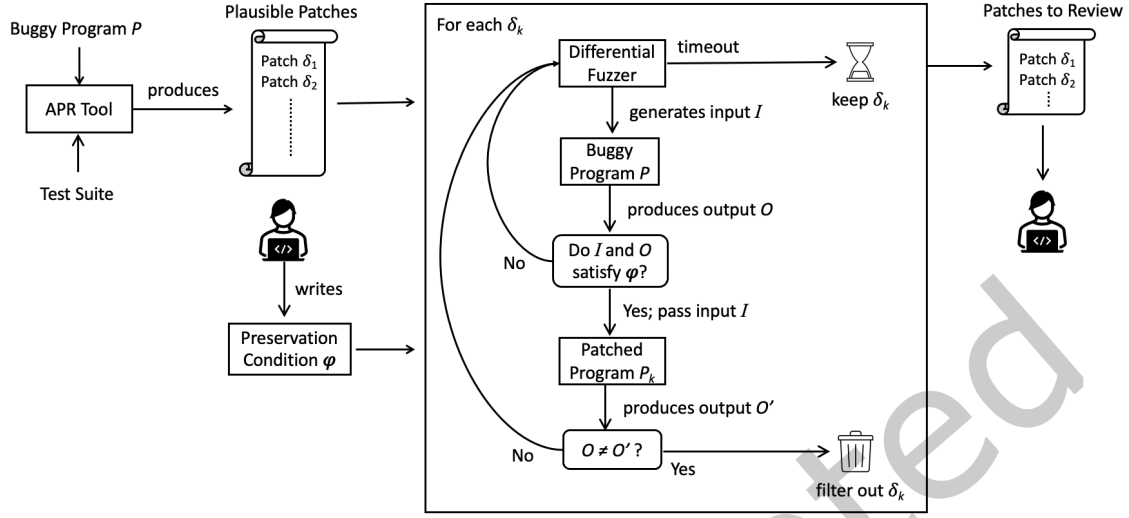 Buggy Program P
APR Tool
Test Suite
produces
Plausible Patches
Patch δ1
Patch δ2
</>
writes
Preservation
Condition φ
For each δk
Differential
Fuzzer
timeout
keep δk
generates input I
Buggy
Program P
produces output O
Do I and O
satisfy φ?
No
Yes; pass input I
Patched
Program Pk
produces output O′
O ≠ O′ ?
No
Yes
filter out δk
Patches to Review
Patch δ1
Patch δ2
</>
ted